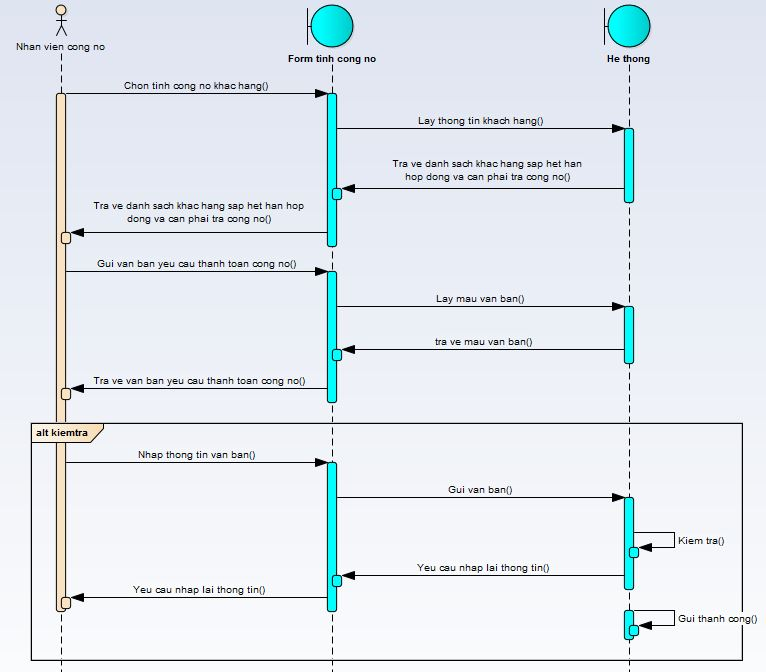 Nhan vien cong no
Form tinh cong no
He thong
Chon tinh cong no khac hang()
Lay thong tin khach hang()
Tra ve danh sach khac hang sap het han
hop dong va can phai tra cong no()
Tra ve danh sach khac hang sap het han hop
dong va can phai tra cong no()
Gui van ban yeu cau thanh toan cong no()
Lay mau van ban()
tra ve mau van ban()
Tra ve van ban yeu cau thanh toan cong no()
alt kiemtra
Nhap thong tin van ban()
Gui van ban()
Kiem tra()
Yeu cau nhap lai thong tin()
Yeu cau nhap lai thong tin()
Gui thanh cong()